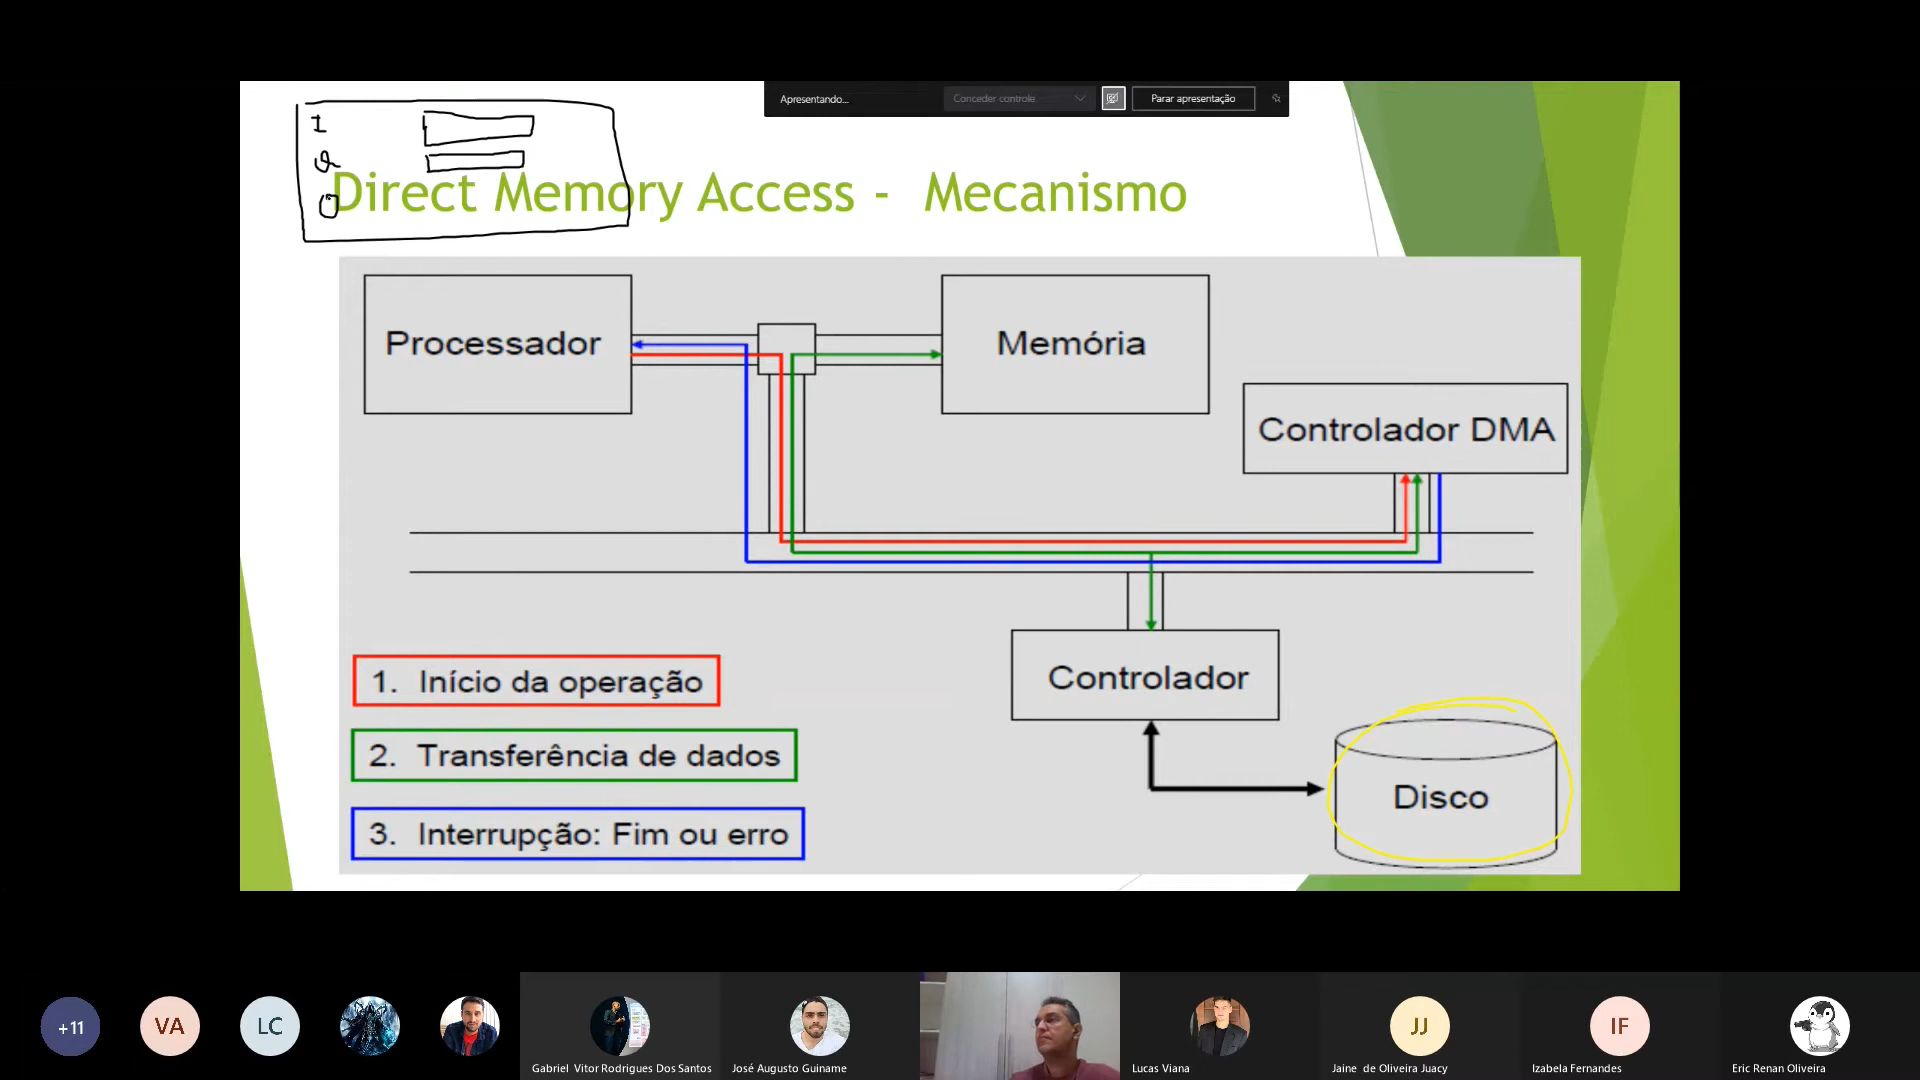 Apresentando...
Conceder controle
Parar apresentação
I
Direct Memory Access - Mecanismo
Processador
Memória
Controlador DMA
Controlador
1. Início da operação
2. Transferência de dados
3. Interrupção: Fim ou erro
Disco
+11
VA
LC
JJ
IF
Gabriel Vitor Rodrigues Dos Santos
José Augusto Guiname
Lucas Viana
Jaine de Oliveira Juacy
Izabela Fernandes
Eric Renan Oliveira